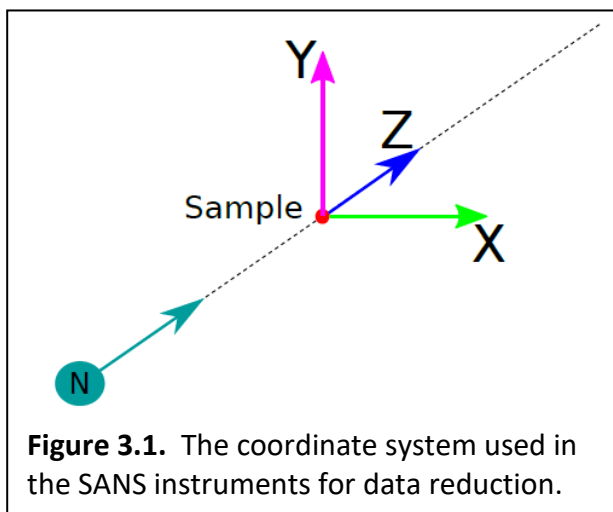 Y
Z
Sample
X
N
Figure 3.1. The coordinate system used in
the SANS instruments for data reduction.